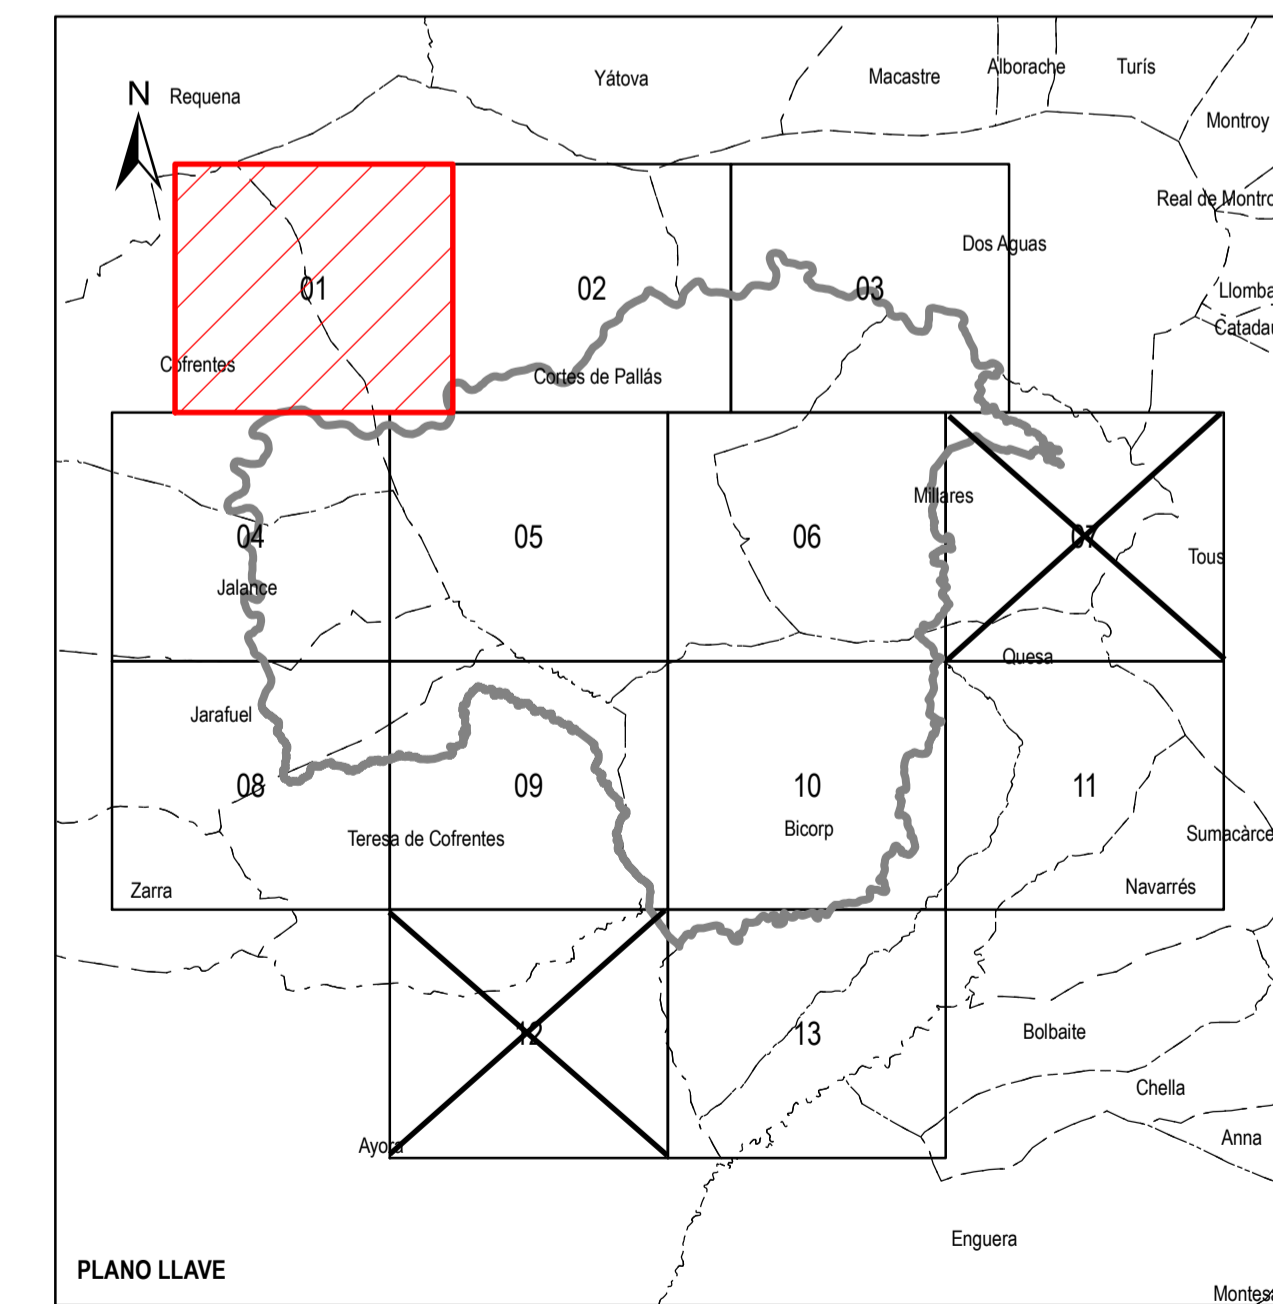 Yátova
Macastre
Alborache
Turís
N
Requena
Montroy
Real de Montro
Dos Aguas
01
02
03
Llomba
Catadau
Cofrentes
Cortes de Pallás
Millares
04
05
06
07
Tous
Jalance
Quesa
Jarafuel
08
09
10
11
Bicorp
Teresa de Cofrentes
Sumacàrce
Zarra
Navarrés
12
13
Bolbaite
Chella
Ayora
Anna
Enguera
PLANO LLAVE
Montesa